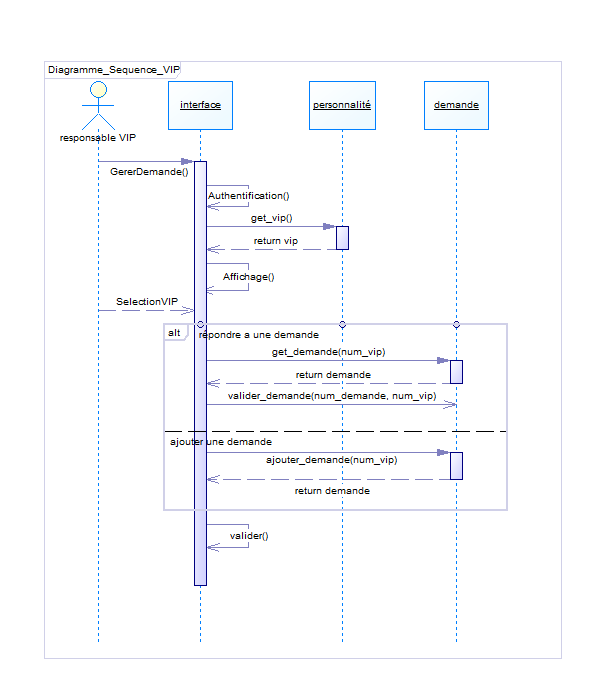 Diagramme_Sequence_VIP
interface
personnalité
demande
responsable VIP
GererDemande()
Authentification()
get_vip()
return vip
Affichage()
SelectionVIP
alt
répondre a une demande
get_demande(num_vip)
return demande
valider_demande(num_demande, num_vip)
ajouter une demande
ajouter_demande(num_vip)
return demande
valider()